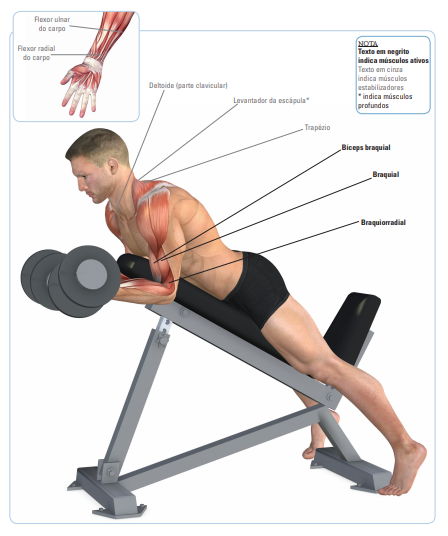 Flexor ulnar
do carpo
Flexor radial
do carpo
NOTA
Texto em negrito
indica músculos ativos
Texto em cinza
indica músculos
estabilizadores
* indica músculos
profundos
Deltoide (parte clavicular)
Levantador da escápula*
Trapézio
Bíceps braquial
Braquial
Braquiorradial